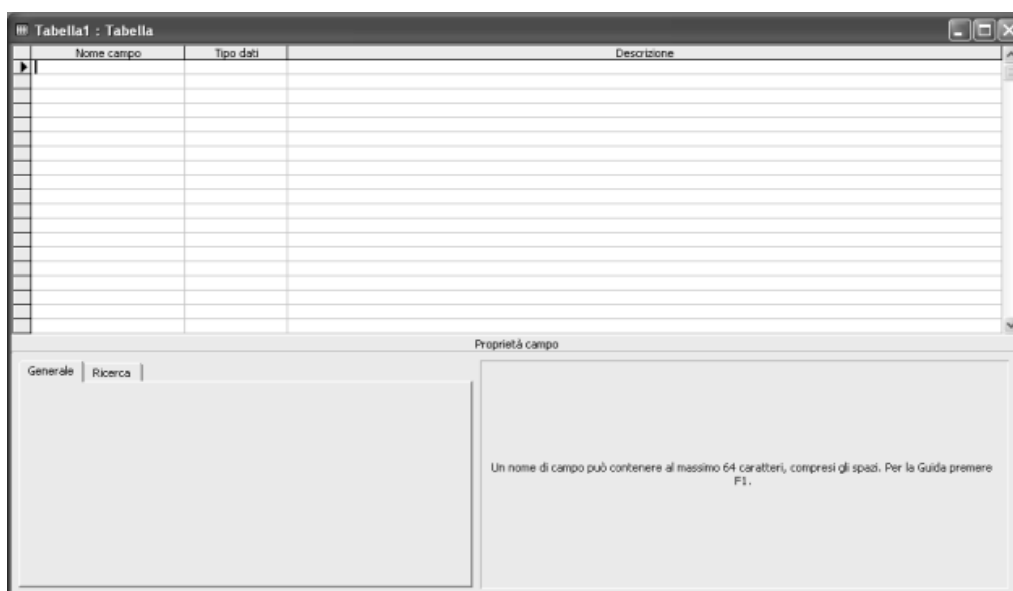 Tabella1 : Tabella
Nome campo Tipo dati Descrizione
Proprietà campo
Generale Ricerca
Un nome di campo può contenere al massimo 64 caratteri, compresi gli spazi. Per la Guida premere
F1.